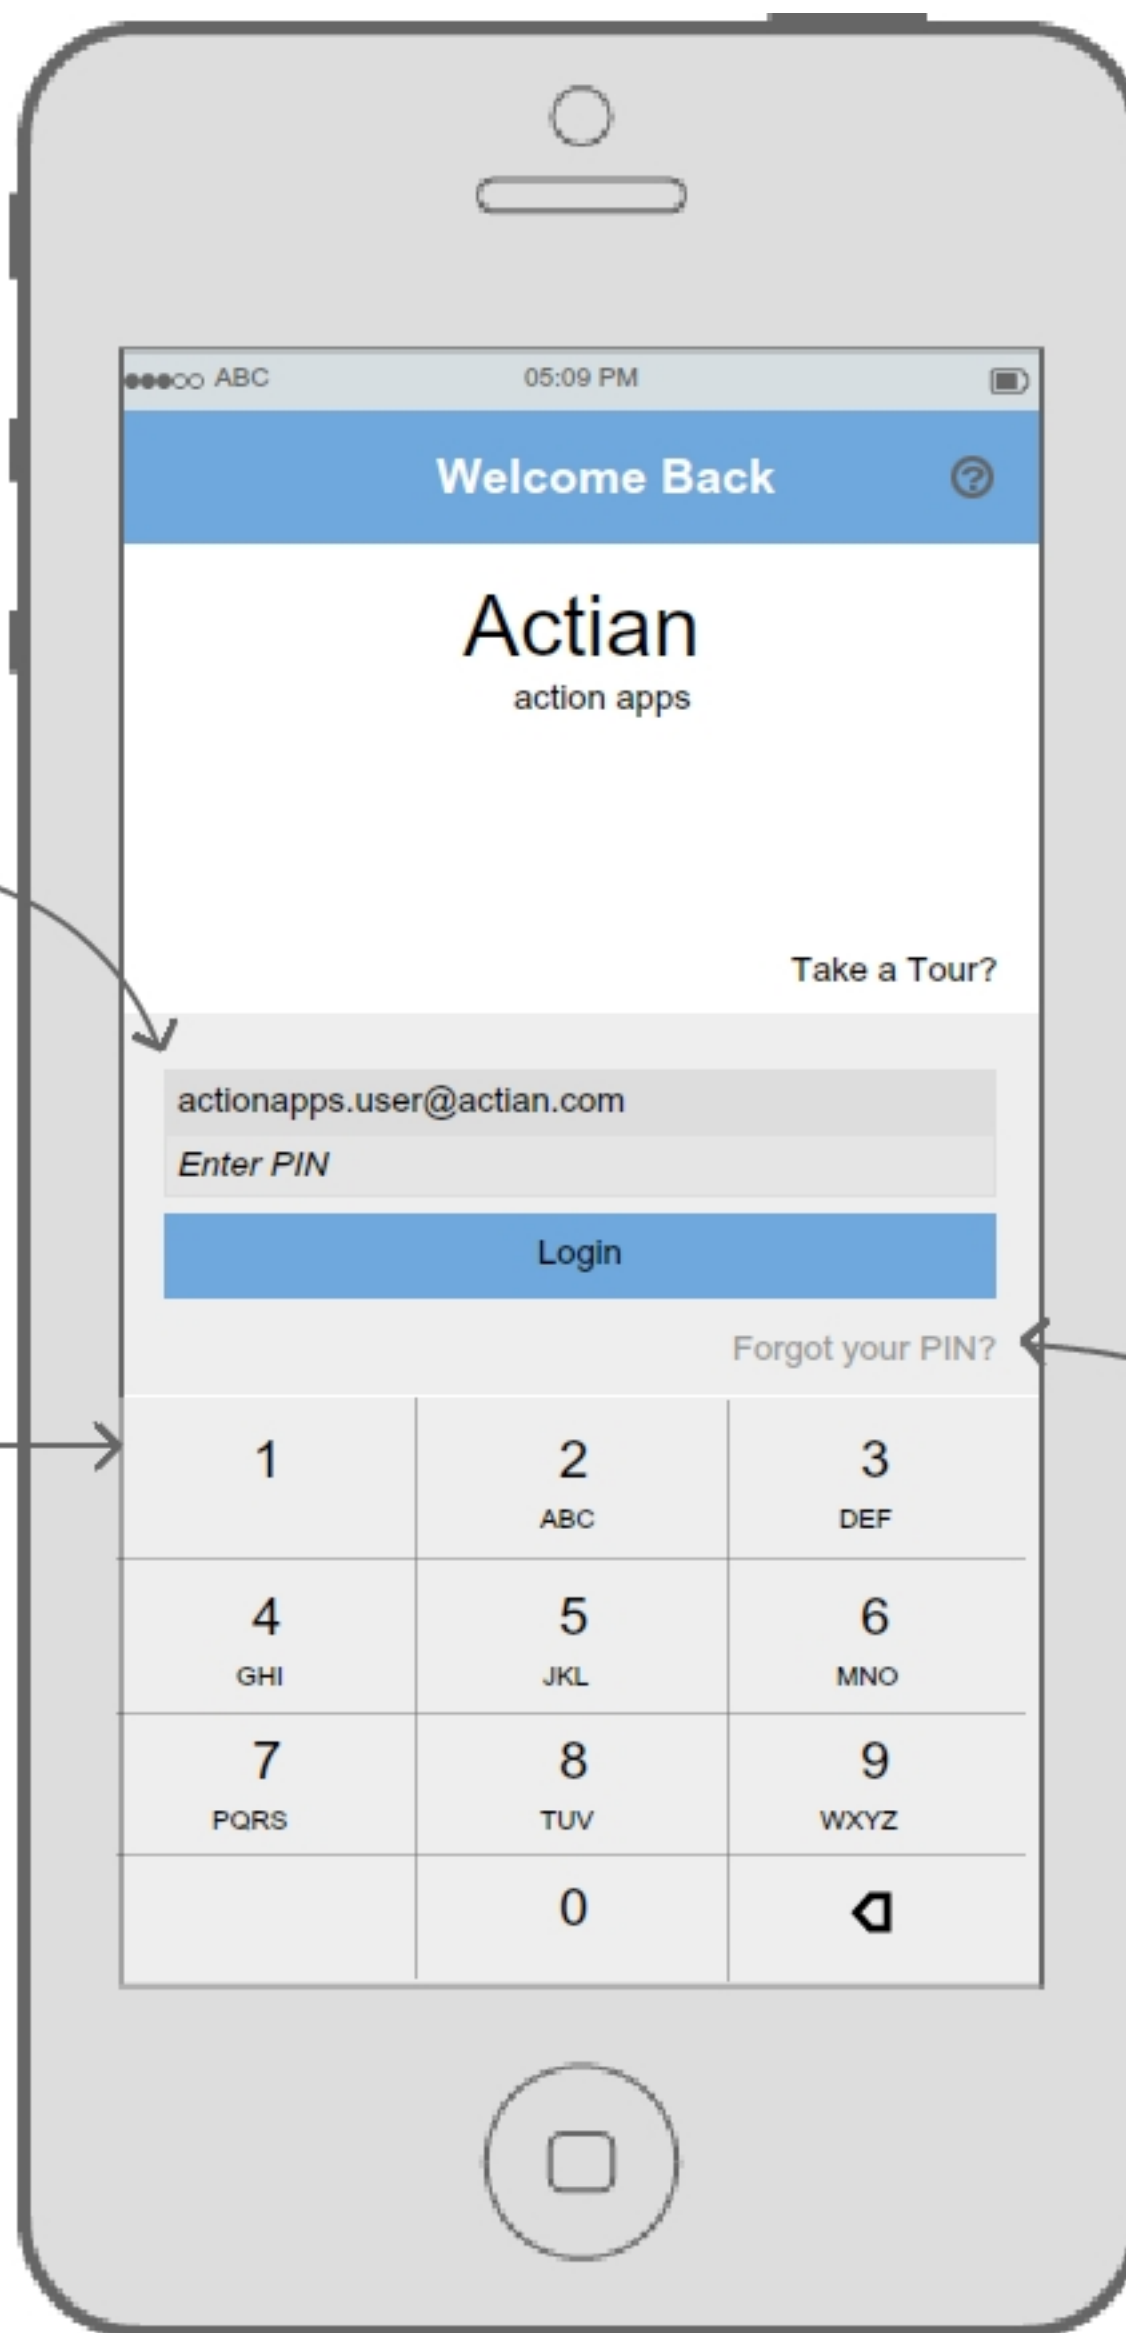 ABC 05:09 PM
Welcome Back
Actian
action apps
Take a Tour?
actionapps.user@actian.com
Enter PIN
Login
Forgot your PIN?
1 2 3
ABC DEF
4 5 6
GHI JKL MNO
7 8 9
PQRS TUV WXYZ
0